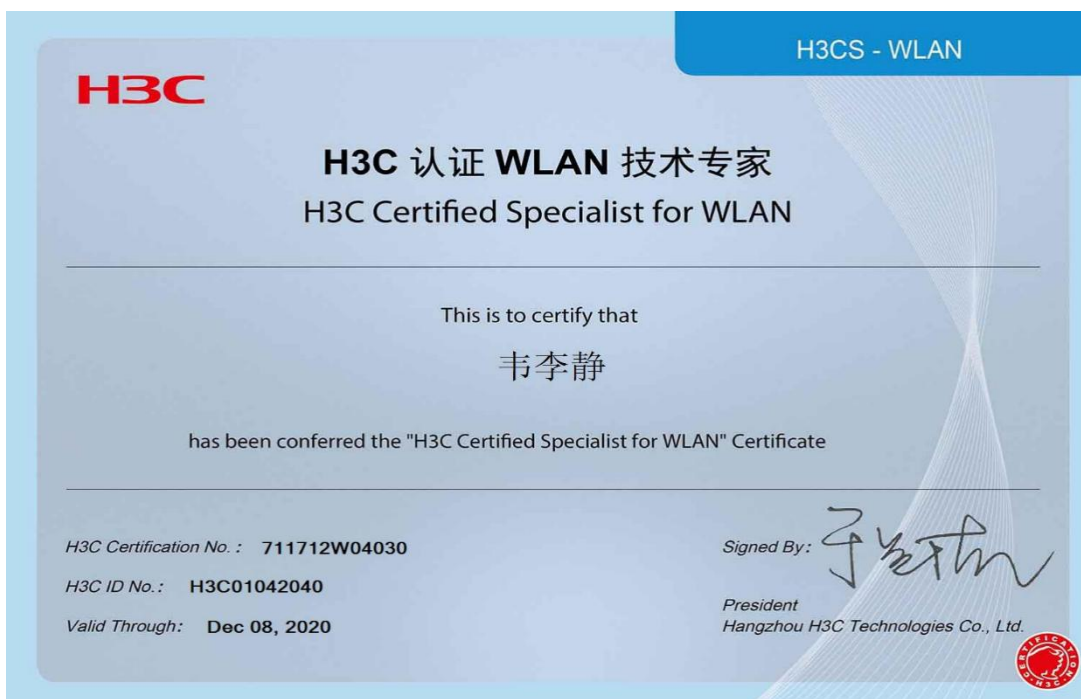 H3CS - WLAN
H3C
H3C 认证 WLAN 技术专家
H3C Certified Specialist for WLAN
This is to certify that
韦李静
has been conferred the "H3C Certified Specialist for WLAN" Certificate
H3C Certification No. : 711712W04030
H3C ID No.: H3C01042040
Valid Through: Dec 08, 2020
Signed By:
President
Hangzhou H3C Technologies Co., Ltd.
CERTIFICATION
H3C